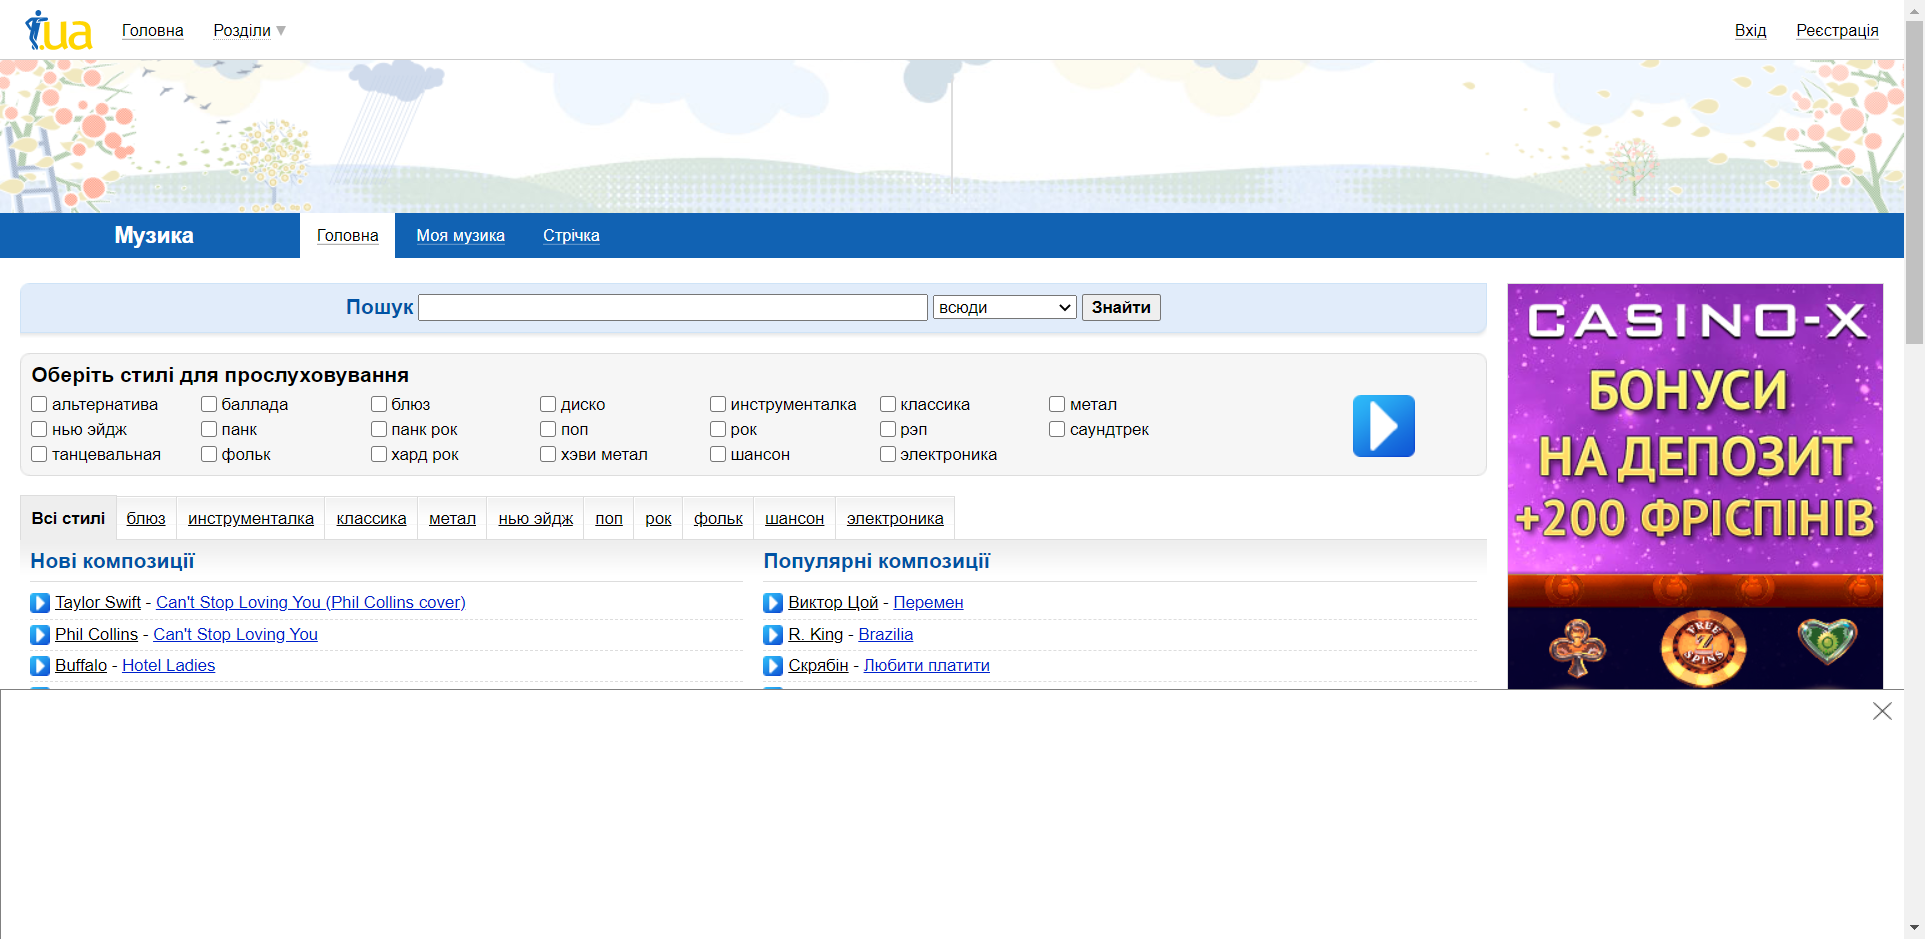 i.ua
Головна
Розділи
Вхід
Реєстрація
Музика
Головна
Моя музика
Стрічка
Пошук
всюди
Знайти
Оберіть стилі для прослуховування
альтернатива баллада блюз диско инструменталка классика метал
нью эйдж панк панк рок поп рок рэп саундтрек
танцевальная фольк хард рок хэви метал шансон электроника
Всі стилі блюз инструменталка классика метал нью эйдж поп рок фольк шансон электроника
Нові композиції
Taylor Swift - Can't Stop Loving You (Phil Collins cover)
Phil Collins - Can't Stop Loving You
Buffalo - Hotel Ladies
Популярні композиції
Виктор Цой - Перемен
R. King - Brazilia
Скрябін - Любити платити
CASINO-X
БОНУСИ
НА ДЕПОЗИТ
+200 ФРІСПІНІВ
FREE
Z
SPINS